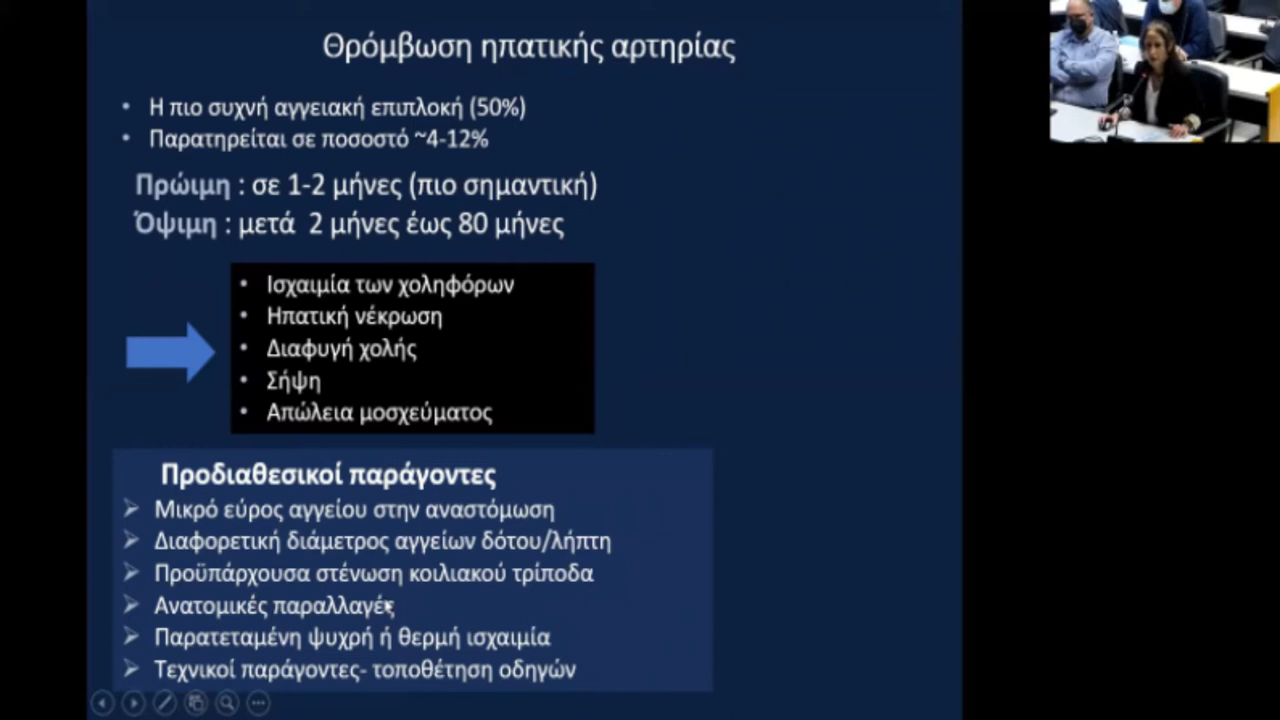 Θρόμβωση ηπατικής αρτηρίας
• Η πιο συχνή αγγειακή επιπλοκή (50%)
• Παρατηρείται σε ποσοστό ~4-12%
Πρώιμη : σε 1-2 μήνες (πιο σημαντική)
Όψιμη : μετά 2 μήνες έως 80 μήνες
• Ισχαιμία των χοληφόρων
• Ηπατική νέκρωση
• Διαφυγή χολής
• Σήψη
• Απώλεια μοσχεύματος
Προδιαθεσικοί παράγοντες
➢ Μικρό εύρος αγγείου στην αναστόμωση
➢ Διαφορετική διάμετρος αγγείων δότου/λήπτη
➢ Προϋπάρχουσα στένωση κοιλιακού τρίποδα
➢ Ανατομικές παραλλαγές
➢ Παρατεταμένη ψυχρή ή θερμή ισχαιμία
➢ Τεχνικοί παράγοντες- τοποθέτηση οδηγών